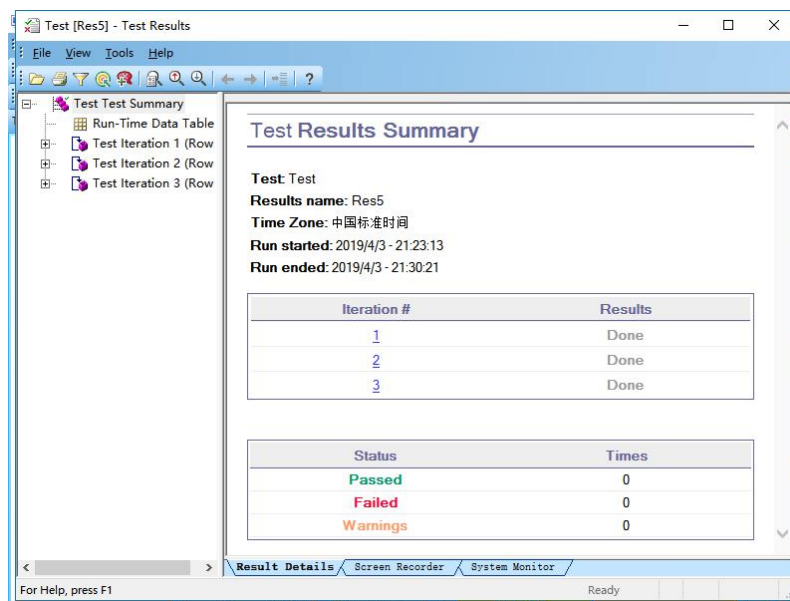 Test [Res5] - Test Results
File View Tools Help
Test Test Summary
Run-Time Data Table
Test Iteration 1 (Row
Test Iteration 2 (Row
Test Iteration 3 (Row
Test Results Summary
Test: Test
Results name: Res5
Time Zone: 中国标准时间
Run started: 2019/4/3 - 21:23:13
Run ended: 2019/4/3 - 21:30:21
Iteration # Results
1 Done
2 Done
3 Done
Status Times
Passed 0
Failed 0
Warnings 0
Result Details Screen Recorder System Monitor
For Help, press F1 Ready